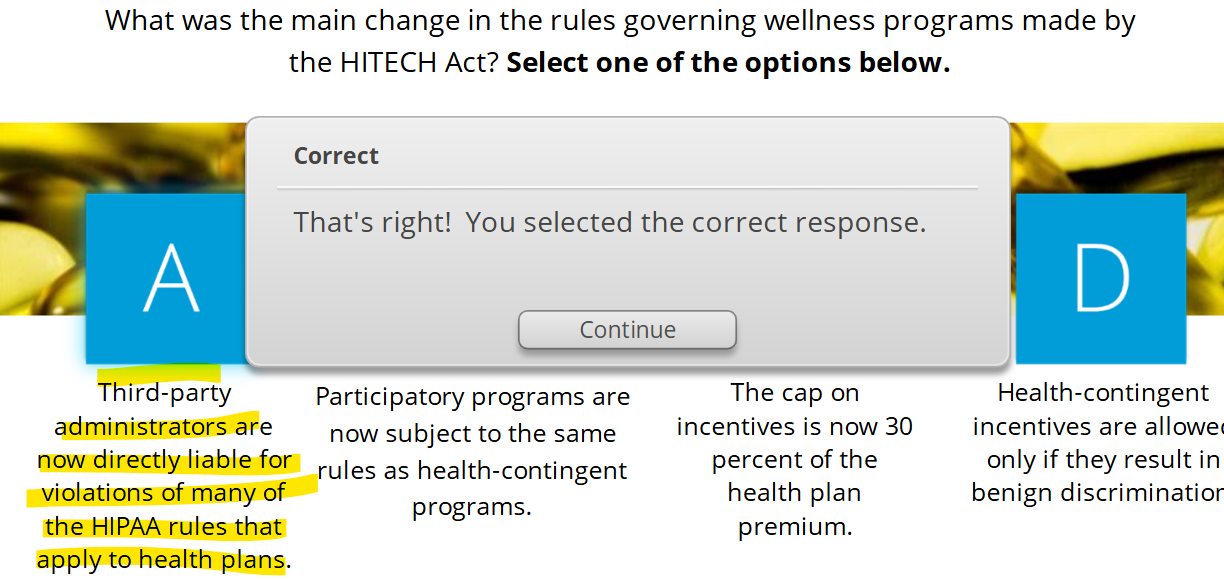 What was the main change in the rules governing wellness programs made by
the HITECH Act? Select one of the options below.
Correct
That's right! You selected the correct response.
Continue
A
Third-party
administrators are
now directly liable for
violations of many of
the HIPAA rules that
apply to health plans.
Participatory programs are
now subject to the same
rules as health-contingent
programs.
The cap on
incentives is now 30
percent of the
health plan
premium.
D
Health-contingent
incentives are allowed
only if they result in
benign discrimination